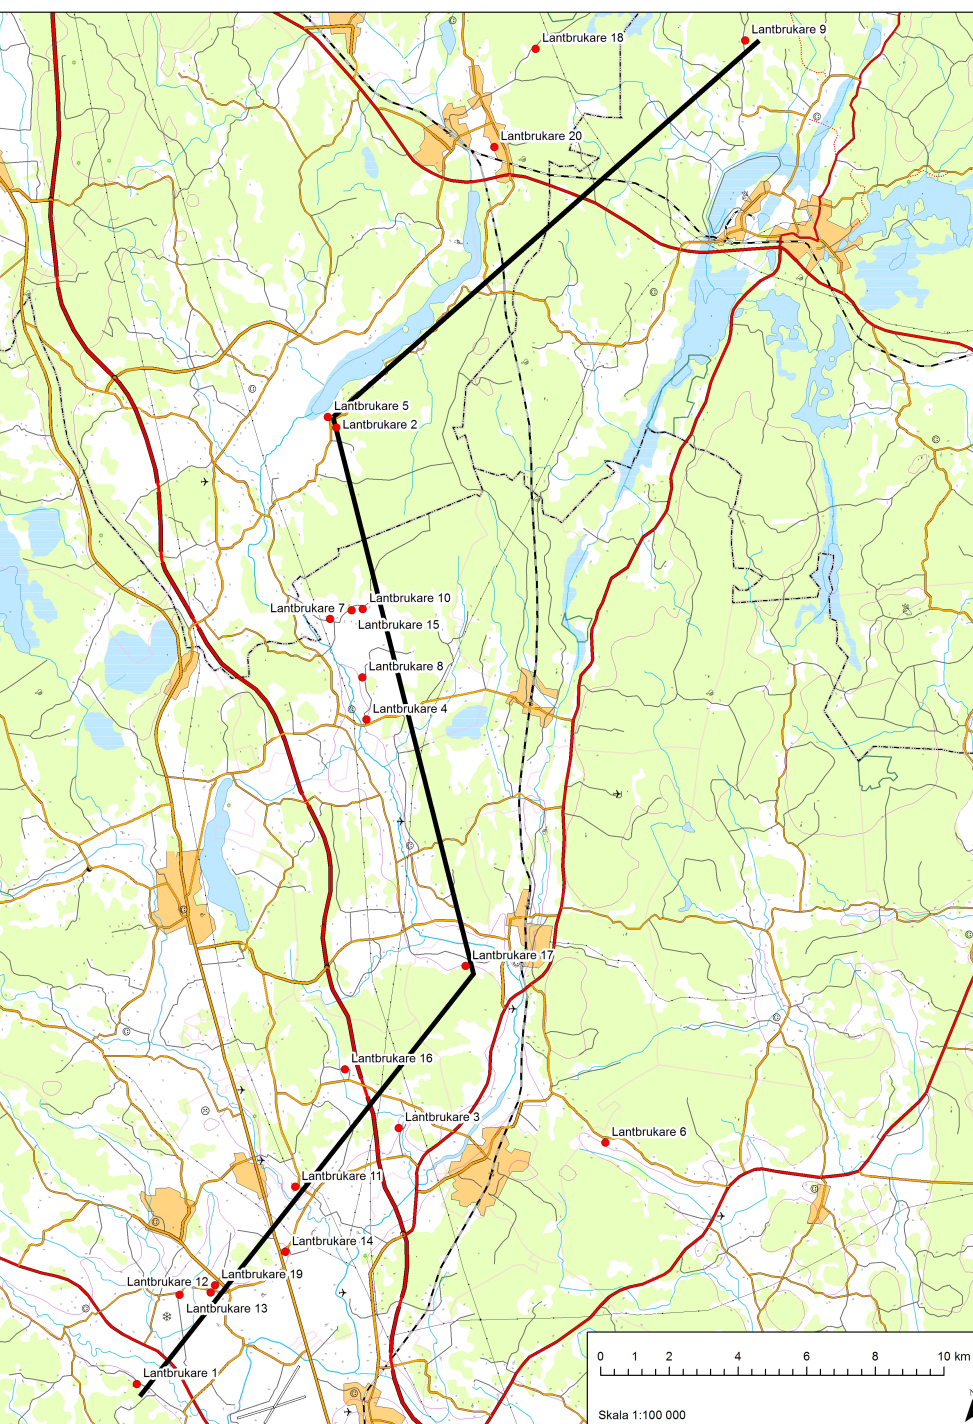 Lantbrukare 9
Lantbrukare 18
Lantbrukare 20
Lantbrukare 5
Lantbrukare 2
Lantbrukare 10
Lantbrukare 7
Lantbrukare 15
Lantbrukare 8
Lantbrukare 4
Lantbrukare 17
Lantbrukare 16
Lantbrukare 3
Lantbrukare 6
Lantbrukare 11
Lantbrukare 14
Lantbrukare 19
Lantbrukare 12
Lantbrukare 13
Lantbrukare 1
0 1 2 4 6 8 10 km
Skala 1:100 000